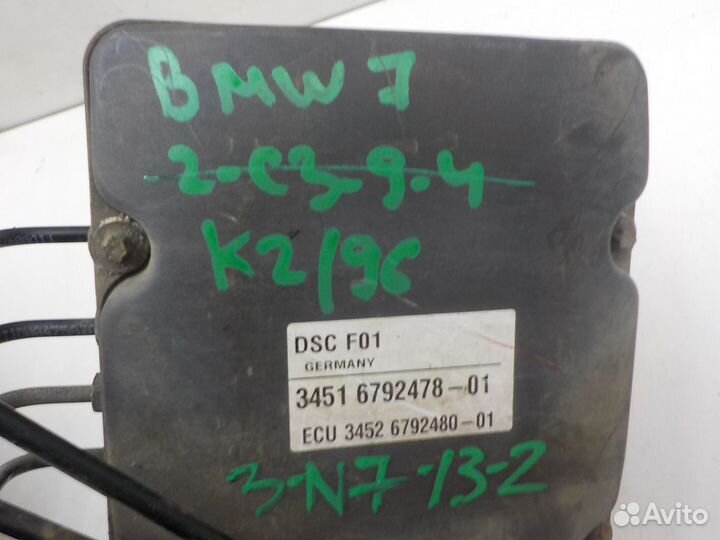 BMW 7
2-C3-9-4
K2/96
DSC F01
GERMANY
3451 6792478-01
ECU 3452 6792480-01
3-N7-13-2
Avito